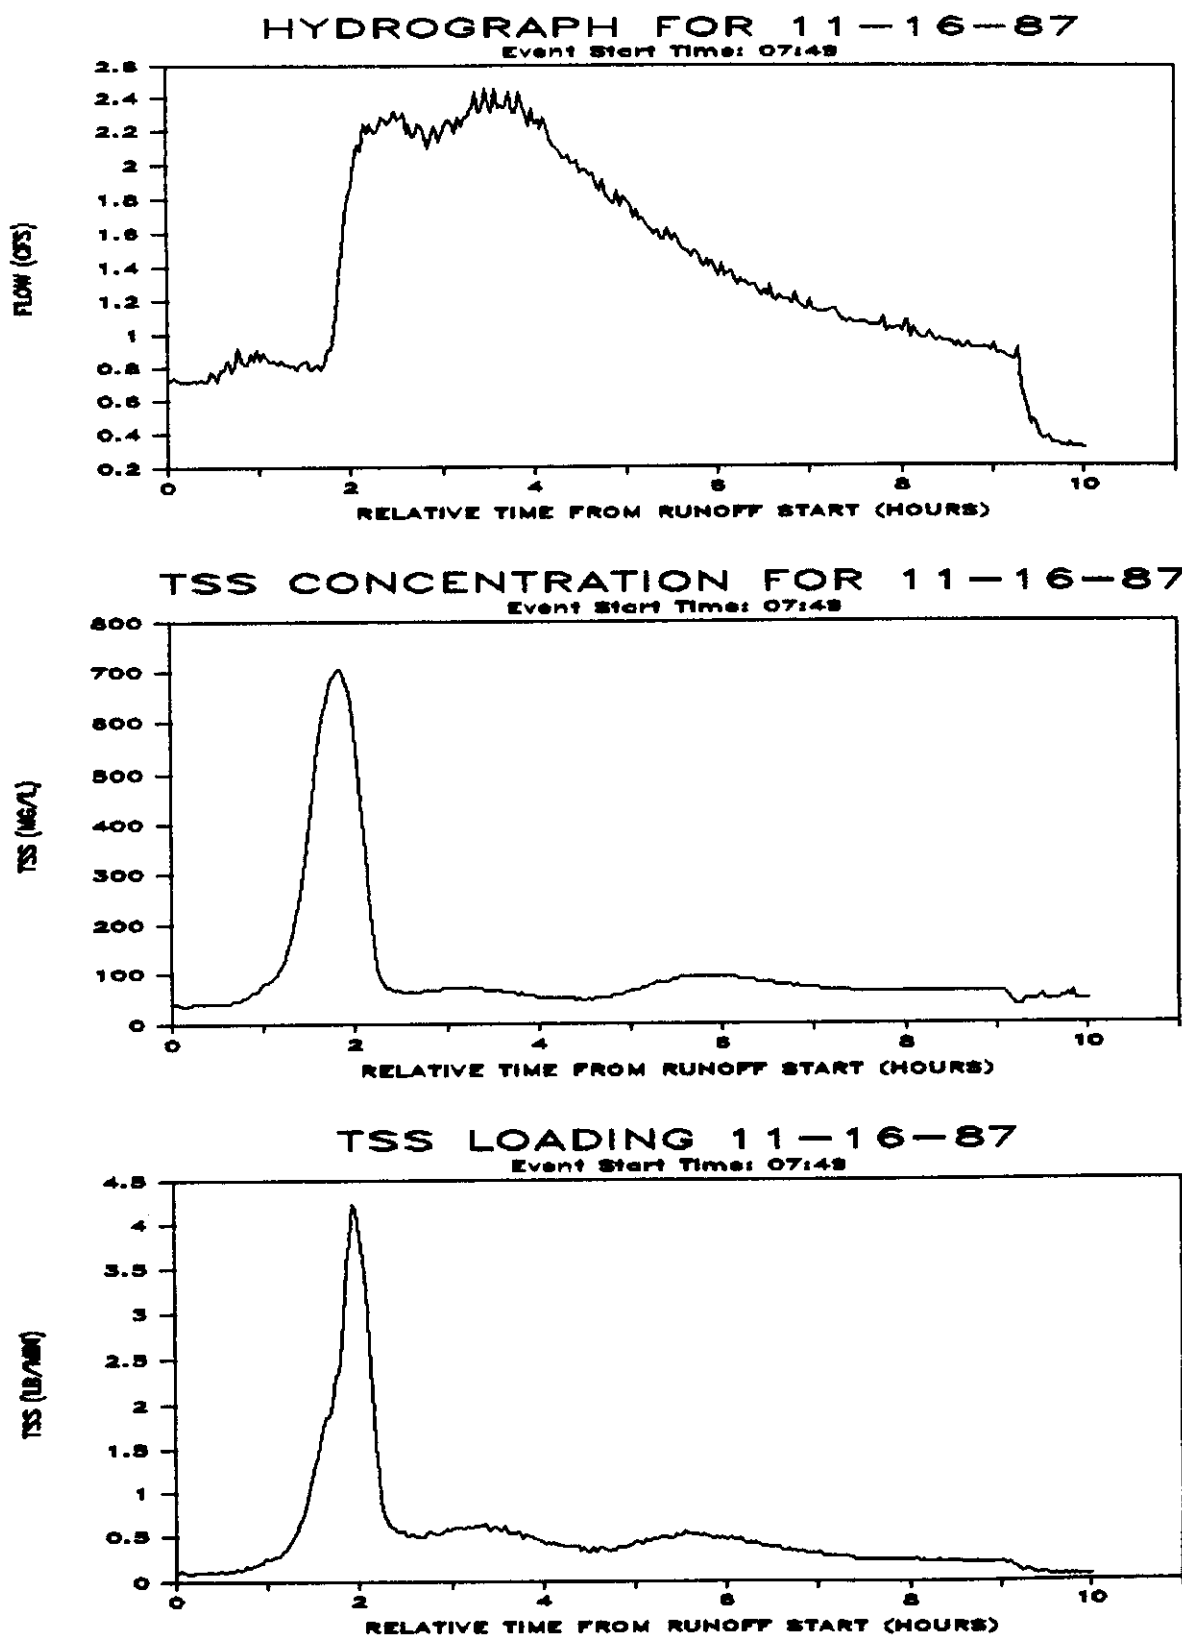 HYDROGRAPH FOR 11-16-87
Event Start Time: 07:49
2.6
2.4
2.2
2
1.8
1.6
1.4
1.2
1
0.8
0.6
0.4
0.2
FLOW (CFS)
0 2 4 6 8 10
RELATIVE TIME FROM RUNOFF START (HOURS)
TSS CONCENTRATION FOR 11-16-87
Event Start Time: 07:49
800
700
600
500
400
300
200
100
0
TSS (MG/L)
0 2 4 6 8 10
RELATIVE TIME FROM RUNOFF START (HOURS)
TSS LOADING 11-16-87
Event Start Time: 07:49
4.5
4
3.5
3
2.5
2
1.5
1
0.5
0
TSS (LB/MIN)
0 2 4 6 8 10
RELATIVE TIME FROM RUNOFF START (HOURS)